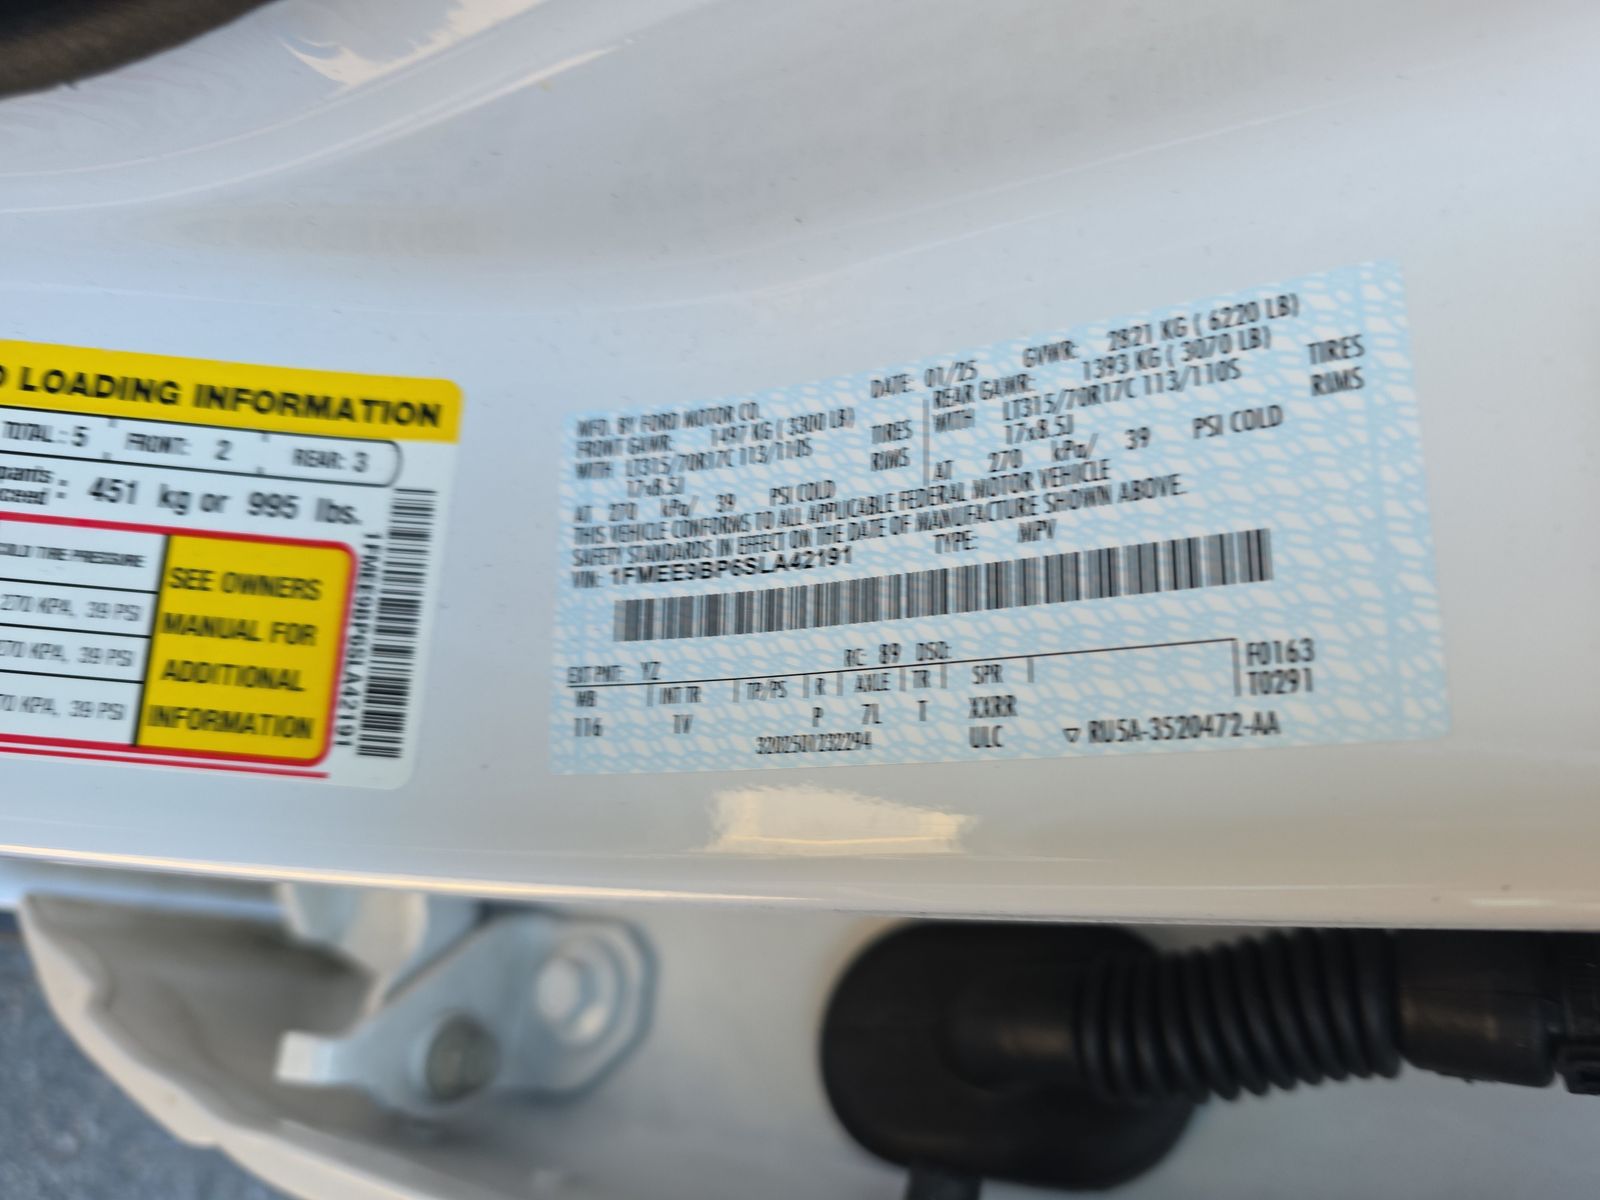 LOADING INFORMATION
TOTAL: 5 FRONT: 2 REAR: 3
451 kg or 995 lbs.
COLD TIRE PRESSURE
270 KPA, 39 PSI
270 KPA, 39 PSI
KPA, 39 PSI
SEE OWNERS
MANUAL FOR
ADDITIONAL
INFORMATION
1FMEE9BP6SLA42191
MFD. BY FORD MOTOR CO.
DATE: 01/25 GVWR: 2821 KG ( 6220 LB)
FRONT GAWR: 1497 KG ( 3300 LB)
WITH LT315/70R17C 113/110S TIRES
17x8.5J RIMS
AT 270 kPa/ 39 PSI COLD
REAR GAWR: 1393 KG ( 3070 LB)
WITH LT315/70R17C 113/110S TIRES
17x8.5J RIMS
AT 270 kPa/ 39 PSI COLD
THIS VEHICLE CONFORMS TO ALL APPLICABLE FEDERAL MOTOR VEHICLE
SAFETY STANDARDS IN EFFECT ON THE DATE OF MANUFACTURE SHOWN ABOVE.
VIN: 1FMEE9BP6SLA42191 TYPE: MPV
EXT PNT: YZ RC: 89 DSO:
WB INT TR TP/PS R AXLE TR SPR
116 TV P 7L T XXRR
ULC
F0163
T0291
▽ RU5A-3520472-AA